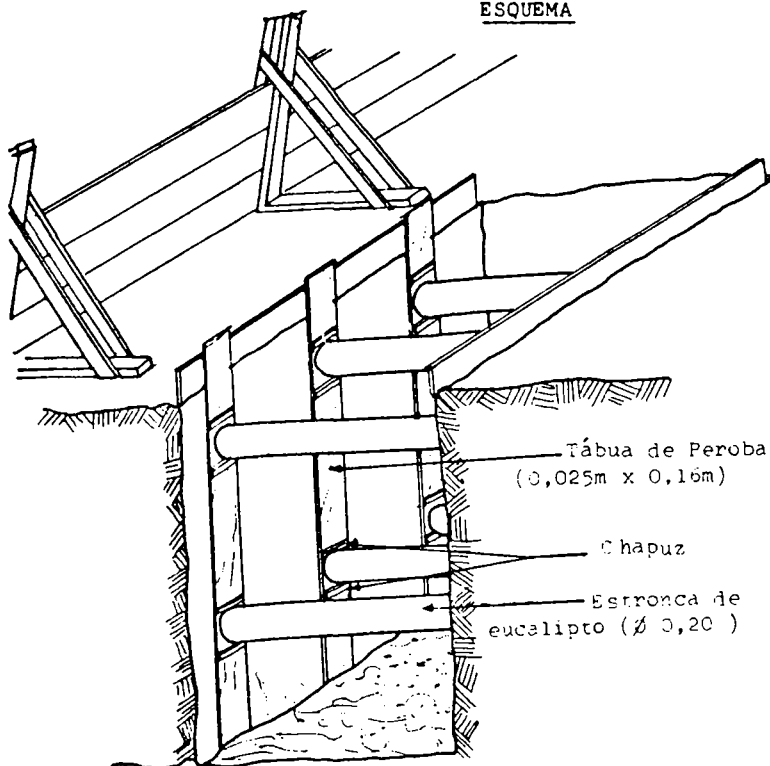 ESQUEMA
Tábua de Peroba
(0,025m x 0,16m)
Chapuz
Estronca de
eucalipto (Ø 0,20 )